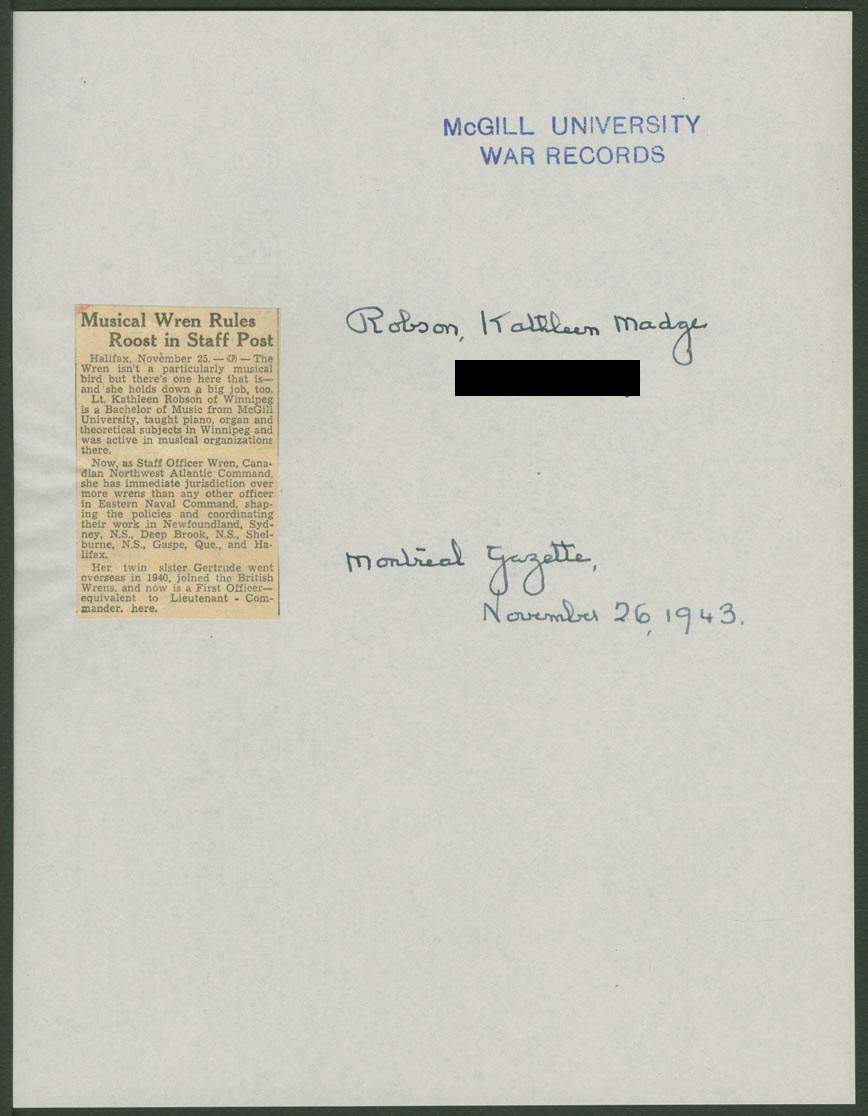 McGILL UNIVERSITY
WAR RECORDS
Musical Wren Rules
Roost in Staff Post
Halifax, November 25. — (CP) — The
Wren isn't a particularly musical
bird but there's one here that is—
and she holds down a big job, too.
Lt. Kathleen Robson of Winnipeg
is a Bachelor of Music from McGill
University, taught piano, organ and
theoretical subjects in Winnipeg and
was active in musical organizations
there.
Now, as Staff Officer Wren, Cana-
dian Northwest Atlantic Command,
she has immediate jurisdiction over
more wrens than any other officer
in Eastern Naval Command, shap-
ing the policies and coordinating
their work in Newfoundland, Syd-
ney, N.S., Deep Brook, N.S., Shel-
burne, N.S., Gaspe, Que., and Ha-
lifax.
Her twin sister Gertrude went
overseas in 1940, joined the British
Wrens, and now is a First Officer—
equivalent to Lieutenant - Com-
mander. here.
Robson, Kathleen Madge
Montreal Gazette,
November 26, 1943.